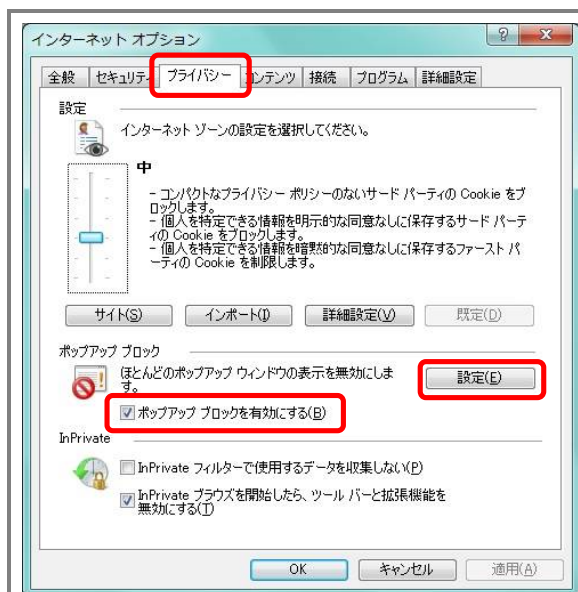 インターネット オプション
全般 セキュリティ プライバシー コンテンツ 接続 プログラム 詳細設定
設定
インターネット ゾーンの設定を選択してください。
中
- コンパクトなプライバシー ポリシーのないサード パーティの Cookie をブ
ロックします。
- 個人を特定できる情報を明示的な同意なしに保存するサード パーテ
ィの Cookie をブロックします。
- 個人を特定できる情報を暗黙的な同意なしに保存するファースト パ
ーティの Cookie を制限します。
サイト(S) インポート(I) 詳細設定(V) 既定(D)
ポップアップ ブロック
ほとんどのポップアップ ウィンドウの表示を無効にしま
す。
設定(E)
ポップアップ ブロックを有効にする(B)
InPrivate
InPrivate フィルターで使用するデータを収集しない(P)
InPrivate ブラウズを開始したら、ツール バーと拡張機能を
無効にする(T)
OK キャンセル 適用(A)